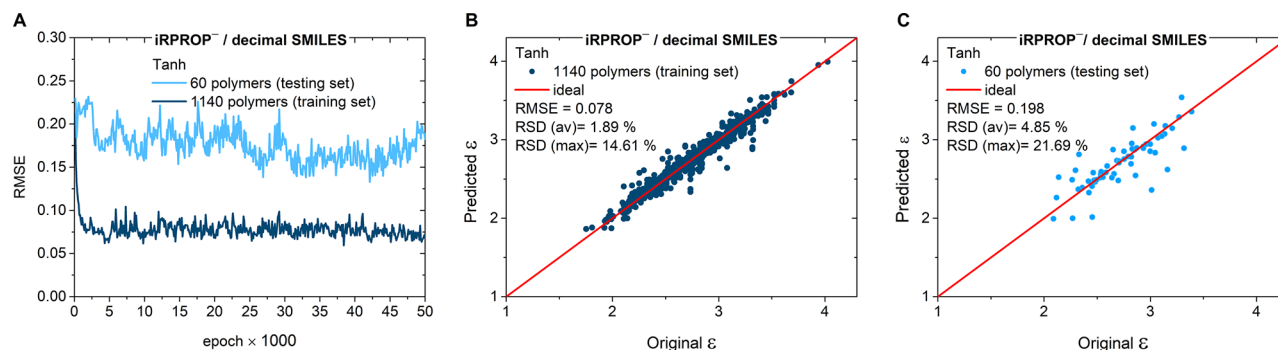 A
iRPROP⁻ / decimal SMILES
Tanh
60 polymers (testing set)
1140 polymers (training set)
0.30
0.25
0.20
0.15
0.10
0.05
0.00
RMSE
0 5 10 15 20 25 30 35 40 45 50
epoch × 1000
B
iRPROP⁻ / decimal SMILES
Tanh
1140 polymers (training set)
ideal
RMSE = 0.078
RSD (av)= 1.89 %
RSD (max)= 14.61 %
4
3
2
1
Predicted ε
1 2 3 4
Original ε
C
iRPROP⁻ / decimal SMILES
Tanh
60 polymers (testing set)
ideal
RMSE = 0.198
RSD (av)= 4.85 %
RSD (max)= 21.69 %
4
3
2
1
Predicted ε
1 2 3 4
Original ε